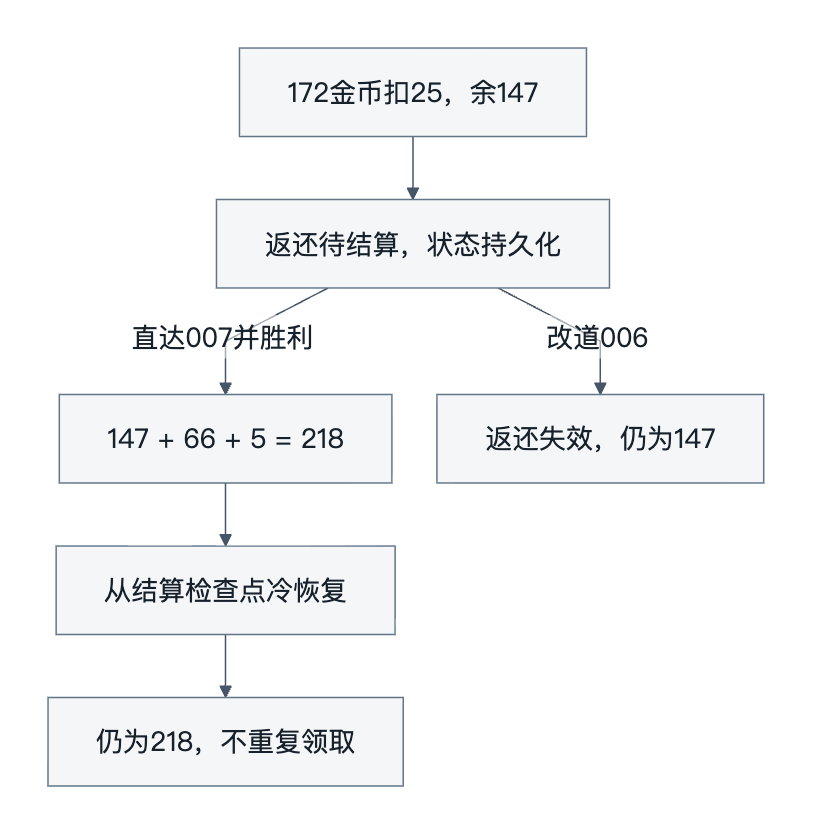 172金币扣25，余147
返还待结算，状态持久化
直达007并胜利
改道006
147 + 66 + 5 = 218
返还失效，仍为147
从结算检查点冷恢复
仍为218，不重复领取